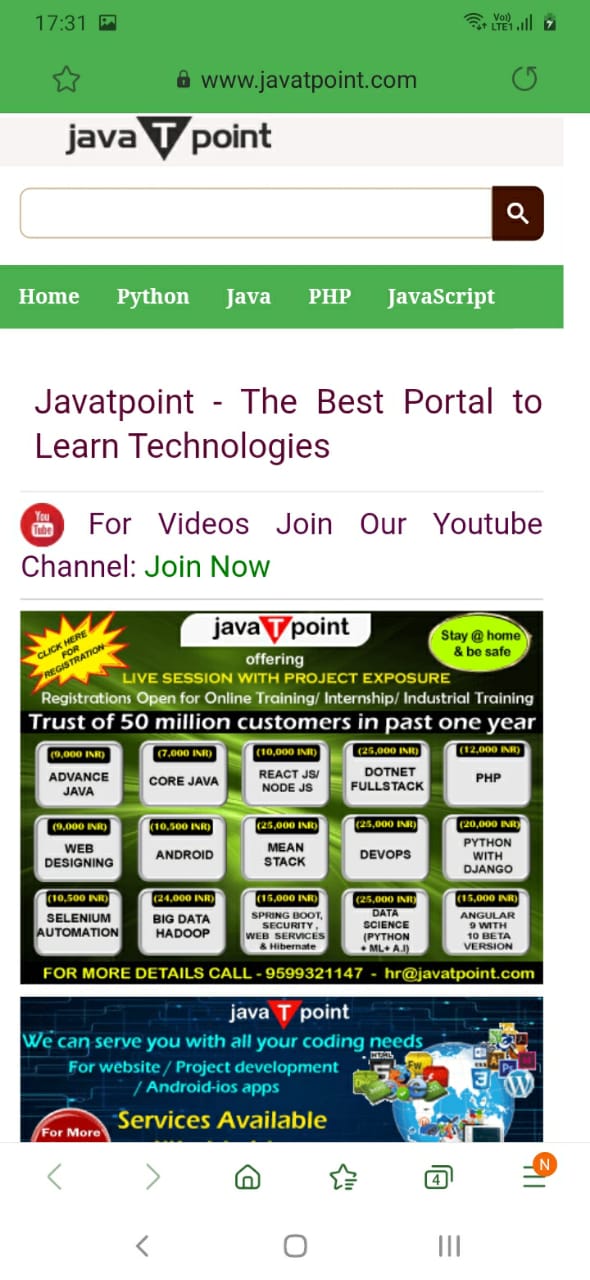 17:31
Vo)) LTE1
www.javatpoint.com
java T point
Home Python Java PHP JavaScript
Javatpoint - The Best Portal to
Learn Technologies
You Tube
For Videos Join Our Youtube
Channel: Join Now
CLICK HERE
FOR
REGISTRATION
java T point
Stay @ home
& be safe
offering
LIVE SESSION WITH PROJECT EXPOSURE
Registrations Open for Online Training/ Internship/ Industrial Training
Trust of 50 million customers in past one year
(9,000 INR)
ADVANCE
JAVA
(7,000 INR)
CORE JAVA
(10,000 INR)
REACT JS/
NODE JS
(25,000 INR)
DOTNET
FULLSTACK
(12,000 INR)
PHP
(9,000 INR)
WEB
DESIGNING
(10,500 INR)
ANDROID
(25,000 INR)
MEAN
STACK
(25,000 INR)
DEVOPS
(20,000 INR)
PYTHON
WITH
DJANGO
(10,500 INR)
SELENIUM
AUTOMATION
(24,000 INR)
BIG DATA
HADOOP
(15,000 INR)
SPRING BOOT,
SECURITY,
WEB SERVICES
& Hibernate
(25,000 INR)
DATA
SCIENCE
(PYTHON
+ ML+ A.I)
(15,000 INR)
ANGULAR
9 WITH
10 BETA
VERSION
FOR MORE DETAILS CALL - 9599321147 - hr@javatpoint.com
java T point
We can serve you with all your coding needs
For website / Project development
/ Android-ios apps
HTML
Fw
Dw
Ps
Services Available
For More
4
N